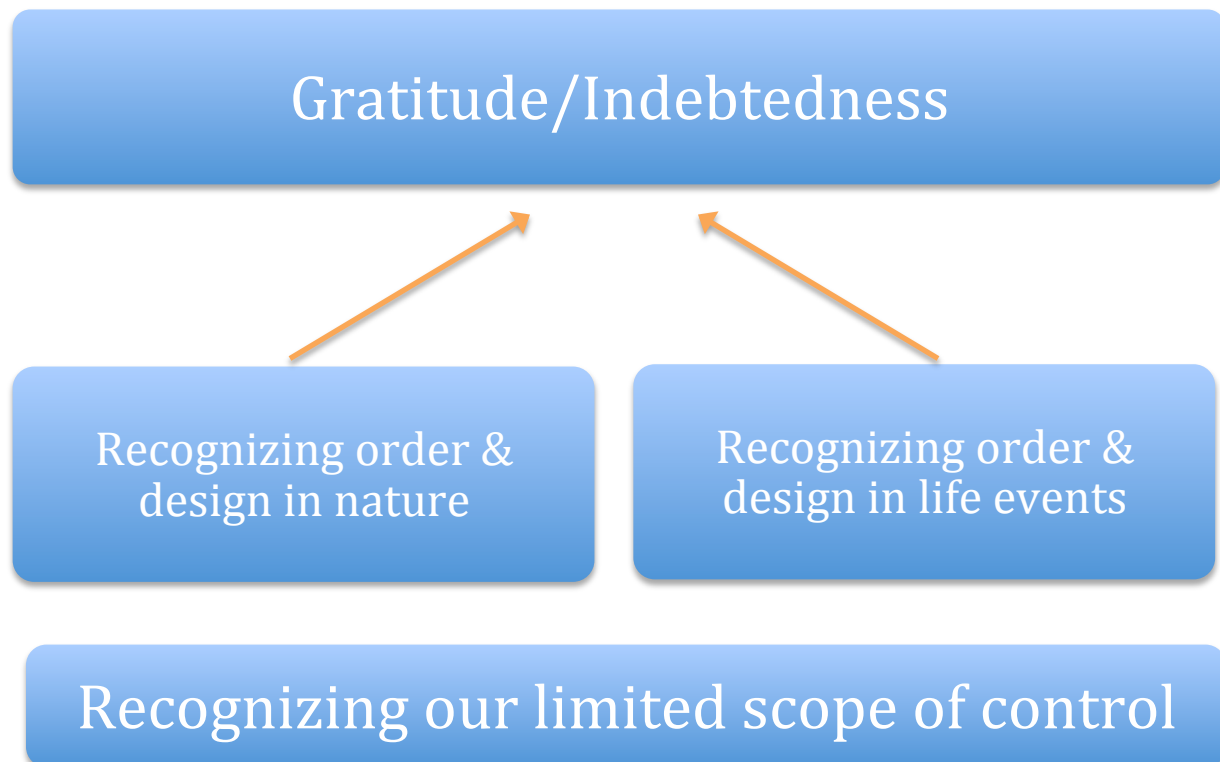 Gratitude/Indebtedness
Recognizing order &
design in nature
Recognizing order &
design in life events
Recognizing our limited scope of control